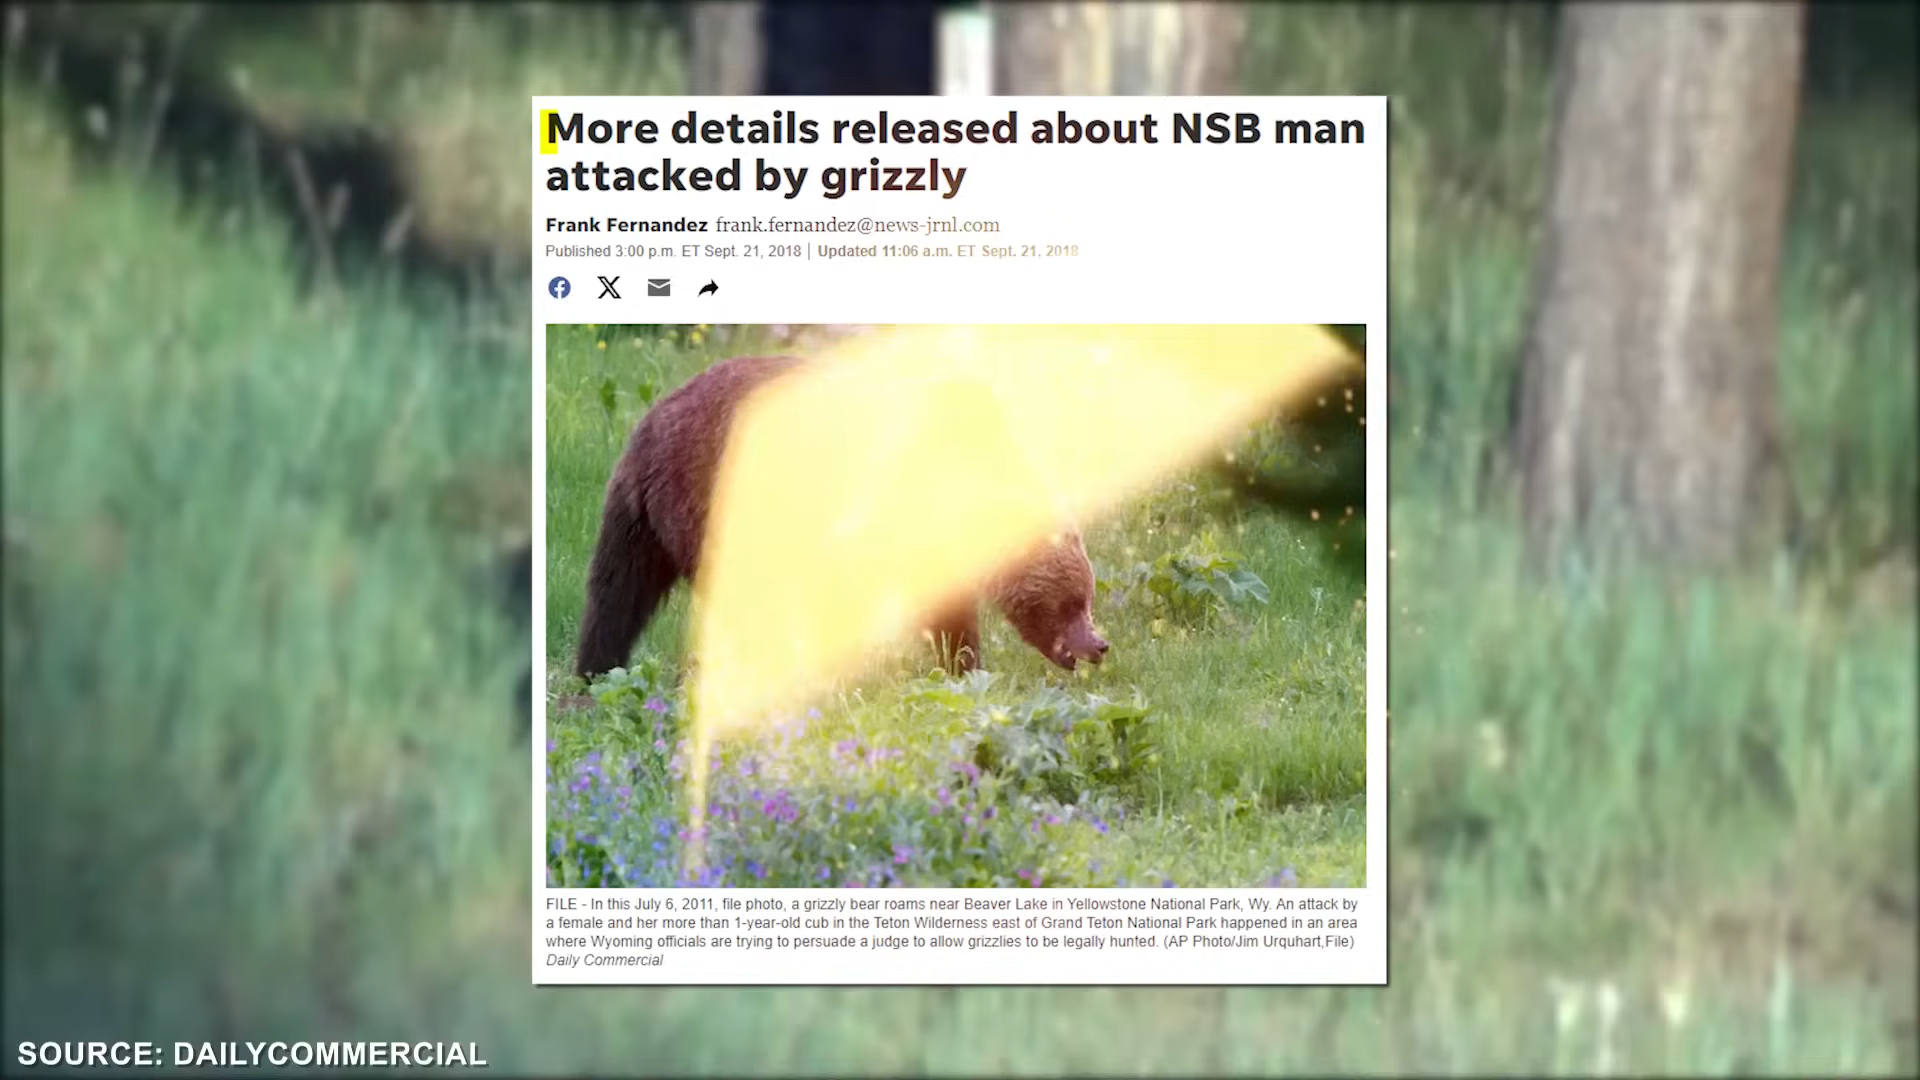 More details released about NSB man
attacked by grizzly
Frank Fernandez frank.fernandez@news-jrnl.com
Published 3:00 p.m. ET Sept. 21, 2018 | Updated 11:06 a.m. ET Sept. 21, 2018
FILE - In this July 6, 2011, file photo, a grizzly bear roams near Beaver Lake in Yellowstone National Park, Wy. An attack by
a female and her more than 1-year-old cub in the Teton Wilderness east of Grand Teton National Park happened in an area
where Wyoming officials are trying to persuade a judge to allow grizzlies to be legally hunted. (AP Photo/Jim Urquhart,File)
Daily Commercial
SOURCE: DAILYCOMMERCIAL